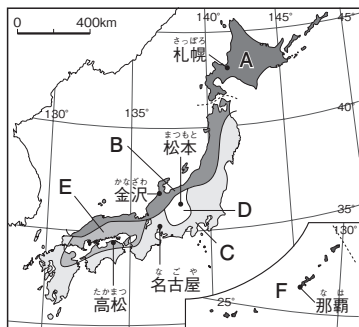 0 400km
140° 145°
さっぽろ
札幌
A
45°
130° 135°
40°
B
まつもと
松本
E
かなざわ
金沢
D
35°
C
なごや
名古屋
たかまつ
高松
130°
25°
F
なは
那覇